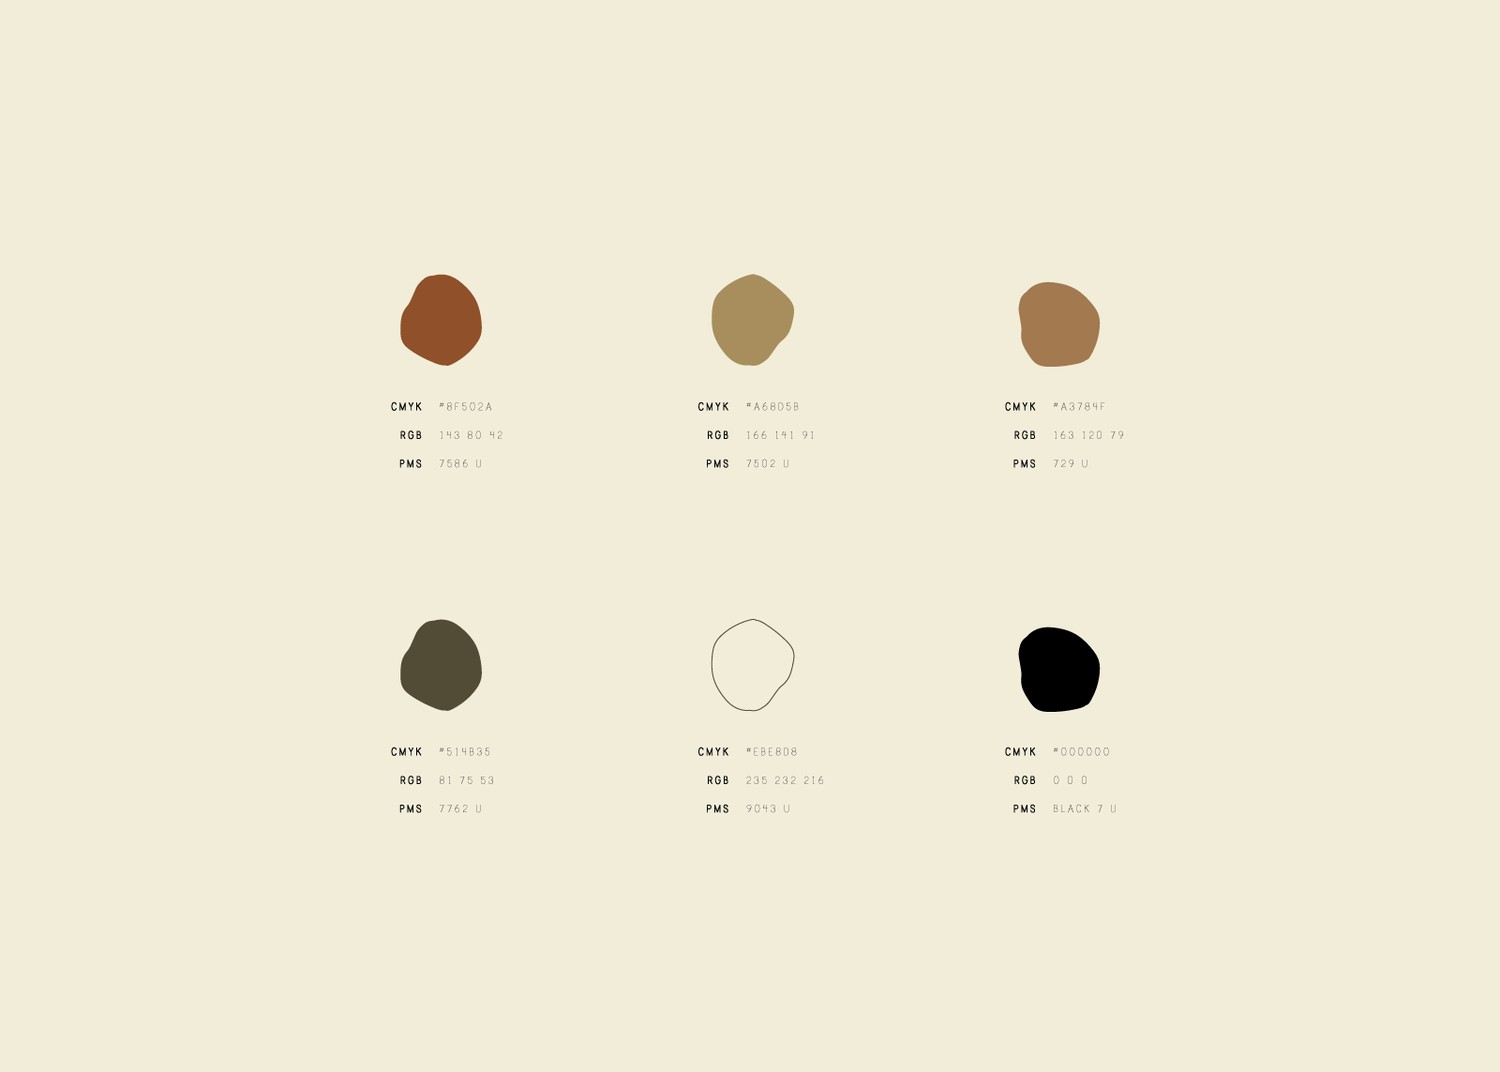 CMYK #8F502A
RGB 143 80 42
PMS 7586 U
CMYK #A68D5B
RGB 166 141 91
PMS 7502 U
CMYK #A3784F
RGB 163 120 79
PMS 729 U
CMYK #514B35
RGB 81 75 53
PMS 7762 U
CMYK #EBE8D8
RGB 235 232 216
PMS 9043 U
CMYK #000000
RGB 0 0 0
PMS BLACK 7 U